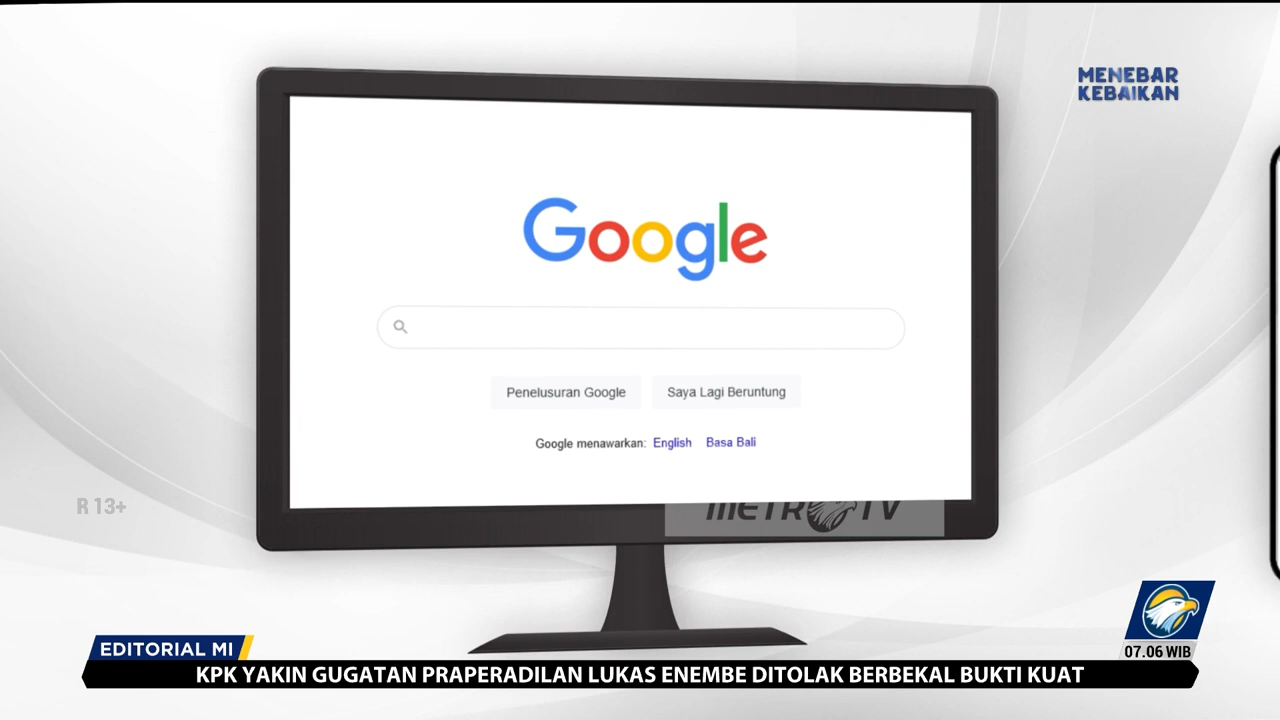 MENEBAR
KEBAIKAN
Google
Penelusuran Google
Saya Lagi Beruntung
Google menawarkan: English Basa Bali
R 13+
METRO TV
EDITORIAL MI
07.06 WIB
KPK YAKIN GUGATAN PRAPERADILAN LUKAS ENEMBE DITOLAK BERBEKAL BUKTI KUAT